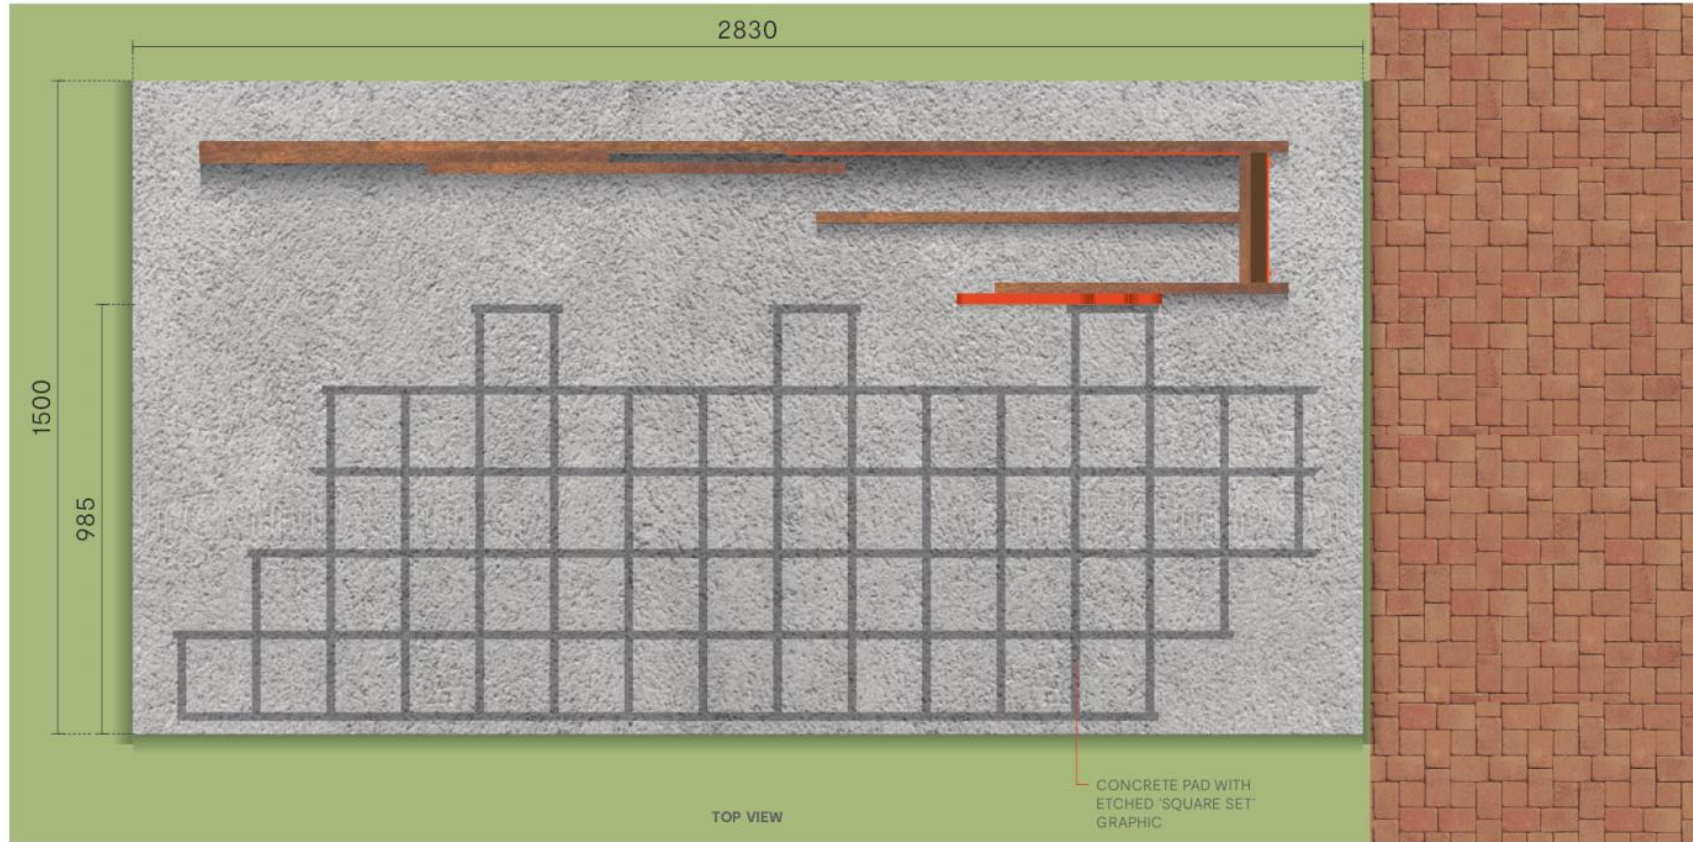 2830
1500
985
CONCRETE PAD WITH
ETCHED 'SQUARE SET'
GRAPHIC
TOP VIEW